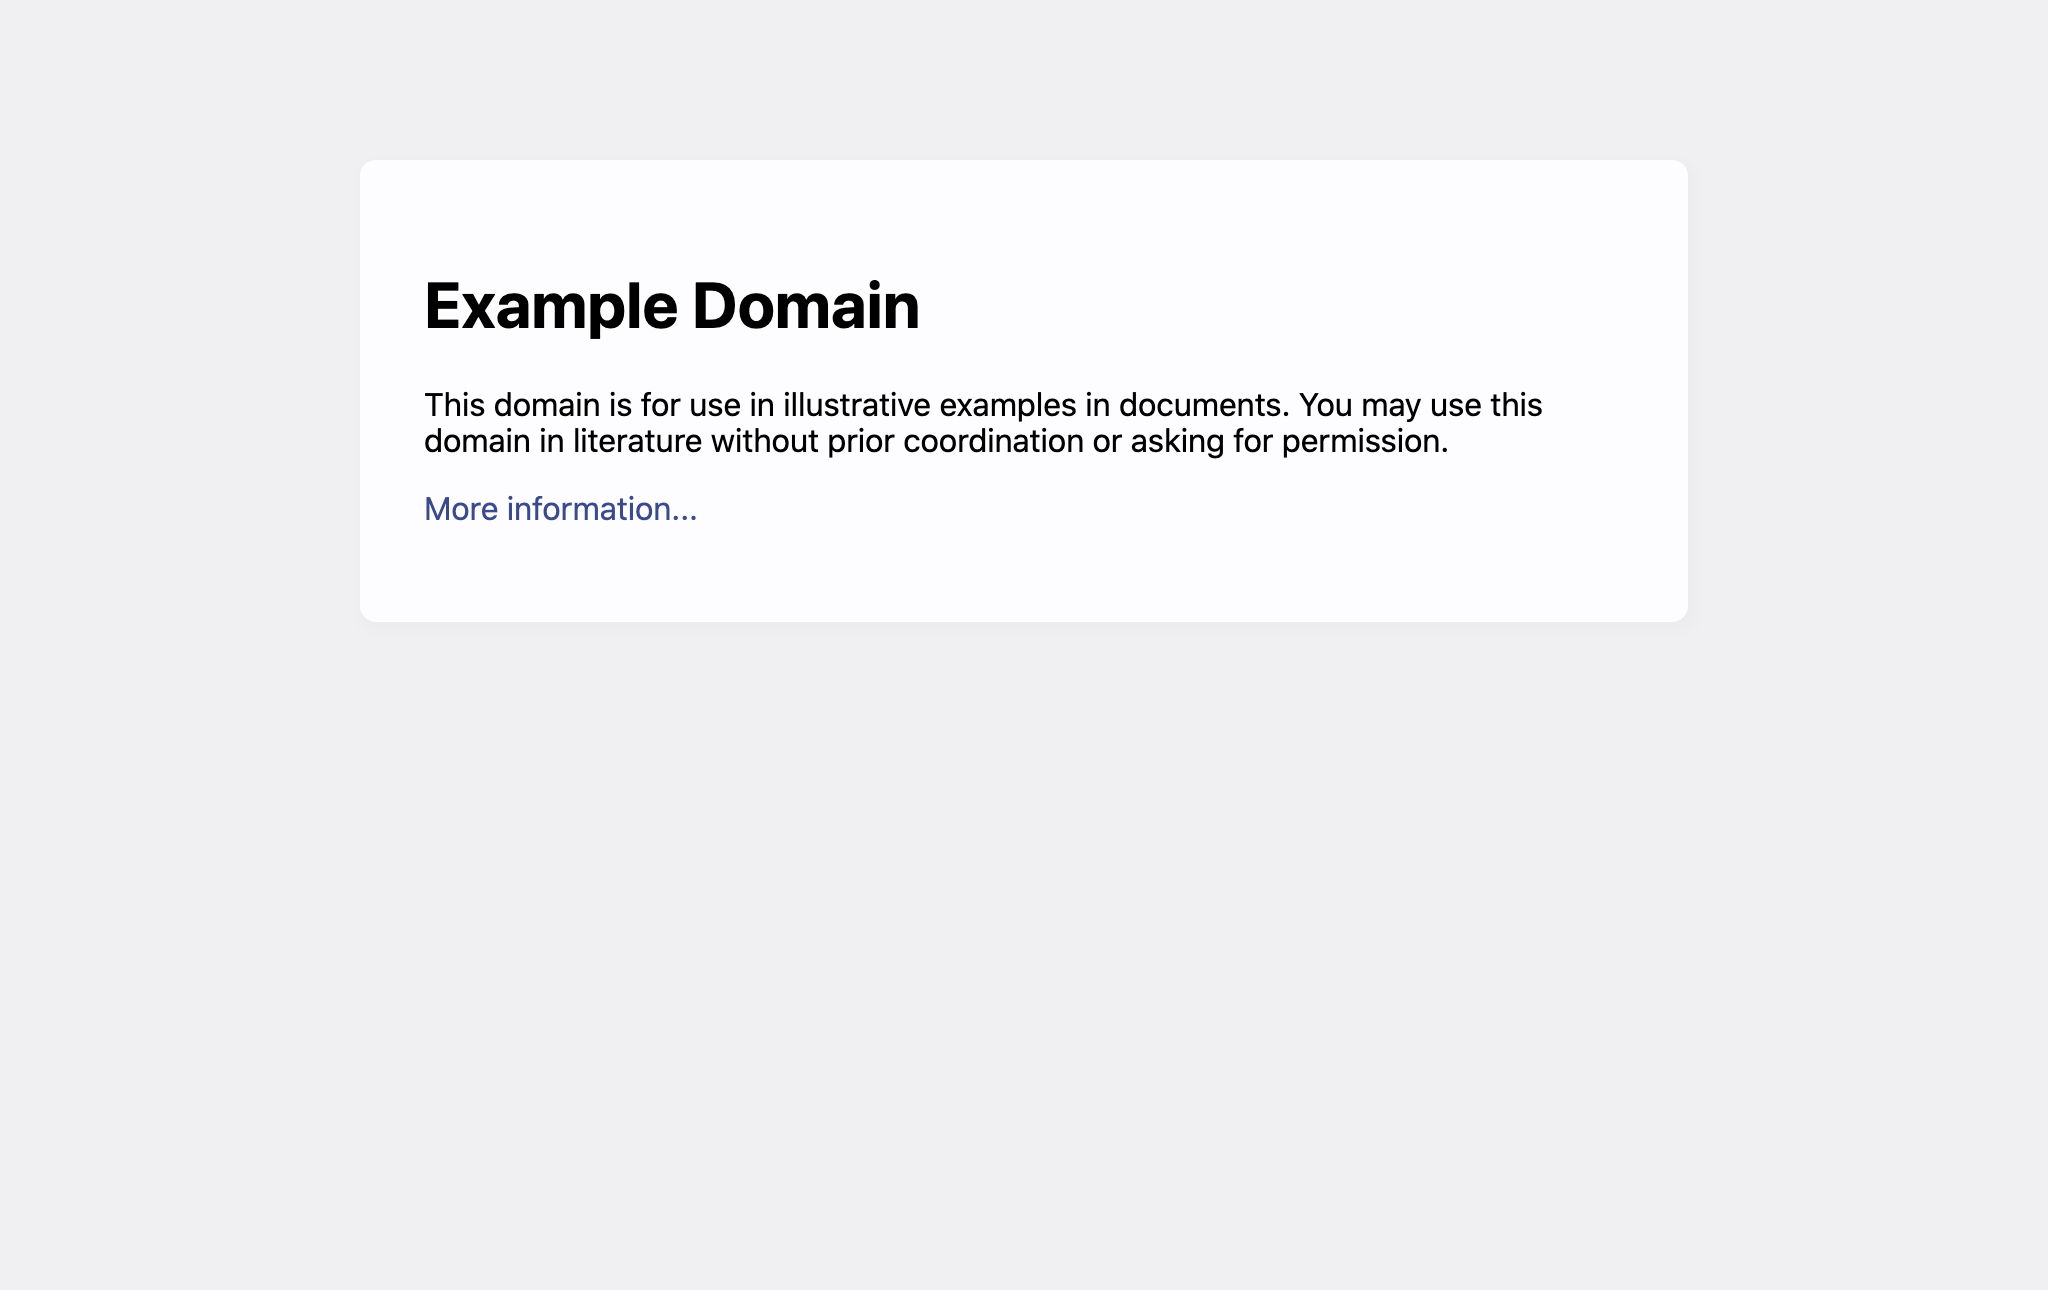 Example Domain
This domain is for use in illustrative examples in documents. You may use this
domain in literature without prior coordination or asking for permission.
More information...